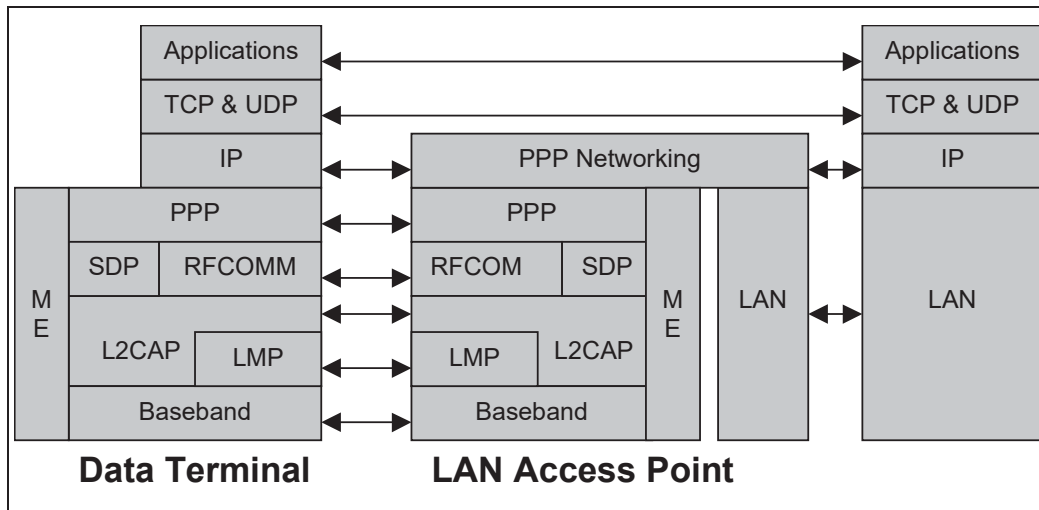 Applications
Applications
TCP & UDP
TCP & UDP
IP
PPP Networking
IP
PPP
PPP
SDP
RFCOMM
RFCOM
SDP
M
E
M
E
LAN
LAN
L2CAP
LMP
LMP
L2CAP
Baseband
Baseband
Data Terminal
LAN Access Point